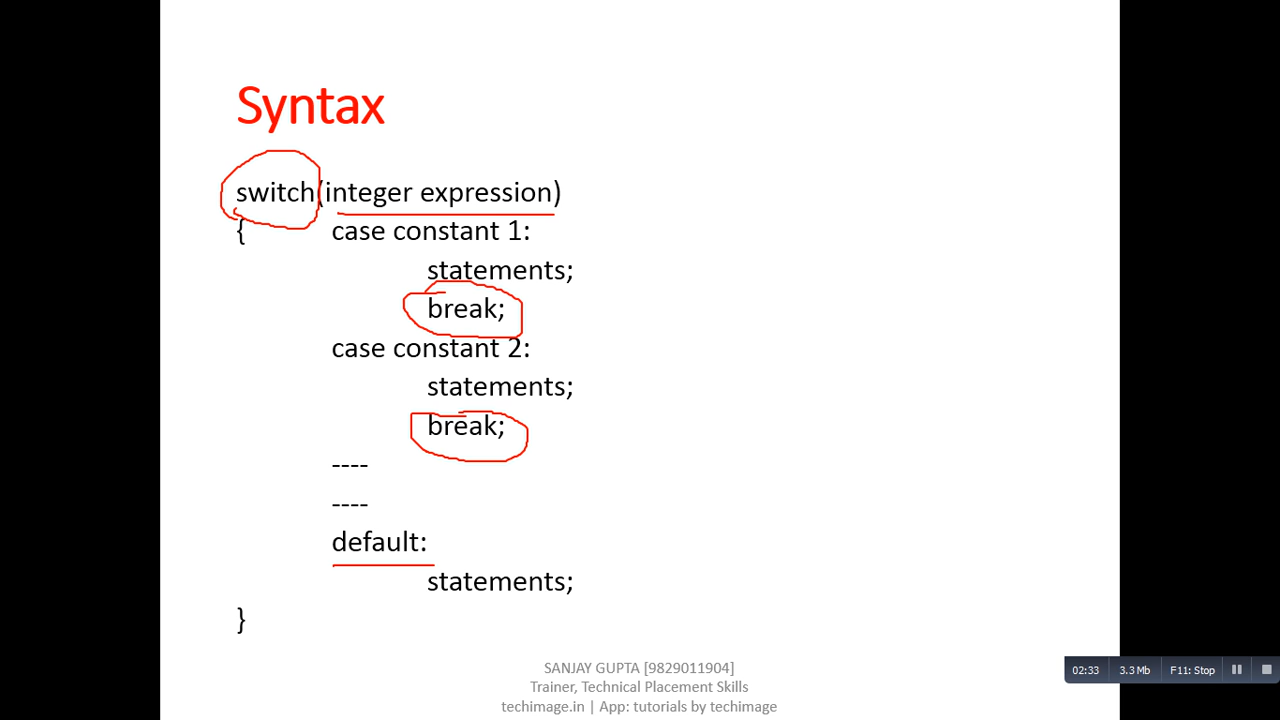 Syntax
switch(integer expression)
{ case constant 1:
statements;
break;
case constant 2:
statements;
break;
----
----
default:
statements;
}
SANJAY GUPTA [9829011904]
Trainer, Technical Placement Skills
techimage.in | App: tutorials by techimage
02:33 3.3 Mb F11: Stop